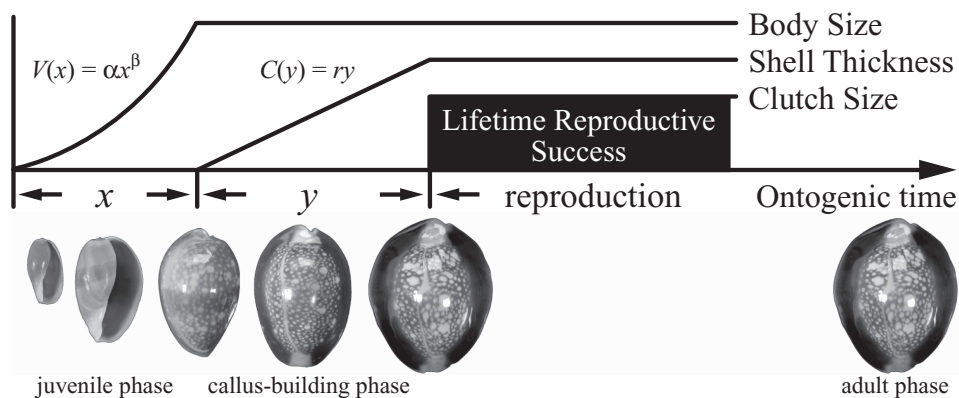 Body Size
V(x) = αx^β
C(y) = ry
Shell Thickness
Clutch Size
Lifetime Reproductive
Success
x
y
reproduction
Ontogenic time
juvenile phase
callus-building phase
adult phase